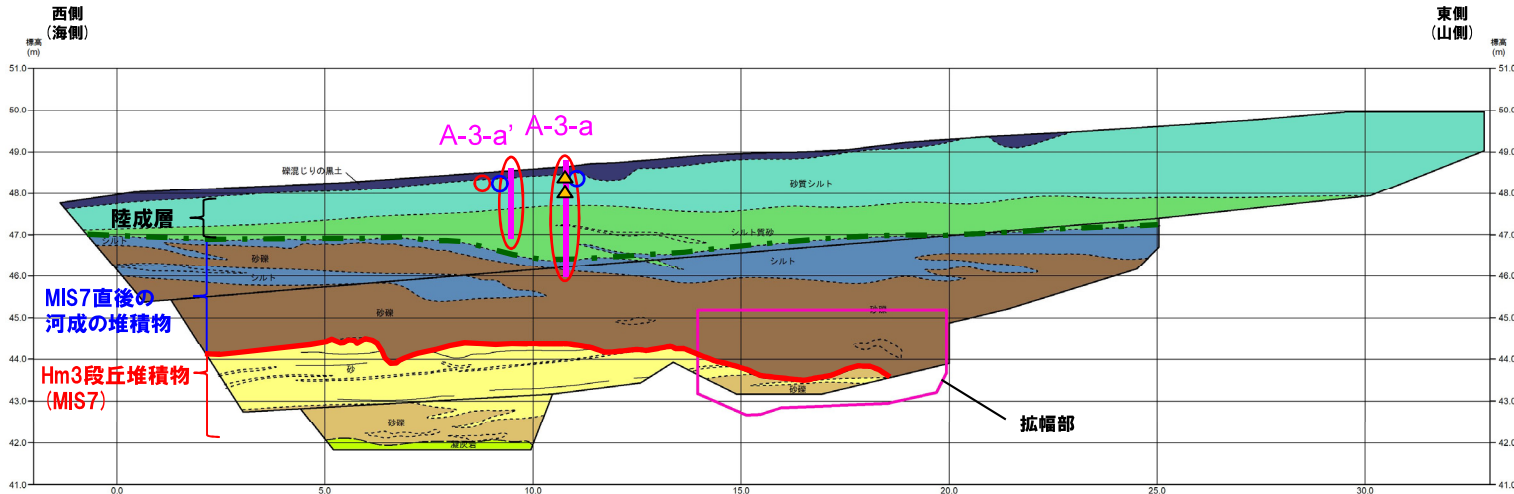 西側
(海側)
東側
(山側)
標高
(m)
標高
(m)
51.0
51.0
50.0
50.0
49.0
49.0
48.0
48.0
47.0
47.0
46.0
46.0
45.0
45.0
44.0
44.0
43.0
43.0
42.0
42.0
41.0
41.0
A-3-a’
A-3-a
礫混じりの黒土
砂質シルト
陸成層
シルト質砂
シルト
砂礫
シルト
シルト
MIS7直後の
河成の堆積物
砂礫
砂礫
Hm3段丘堆積物
(MIS7)
砂
砂礫
拡幅部
砂礫
凝灰岩
0.0
5.0
10.0
15.0
20.0
25.0
30.0